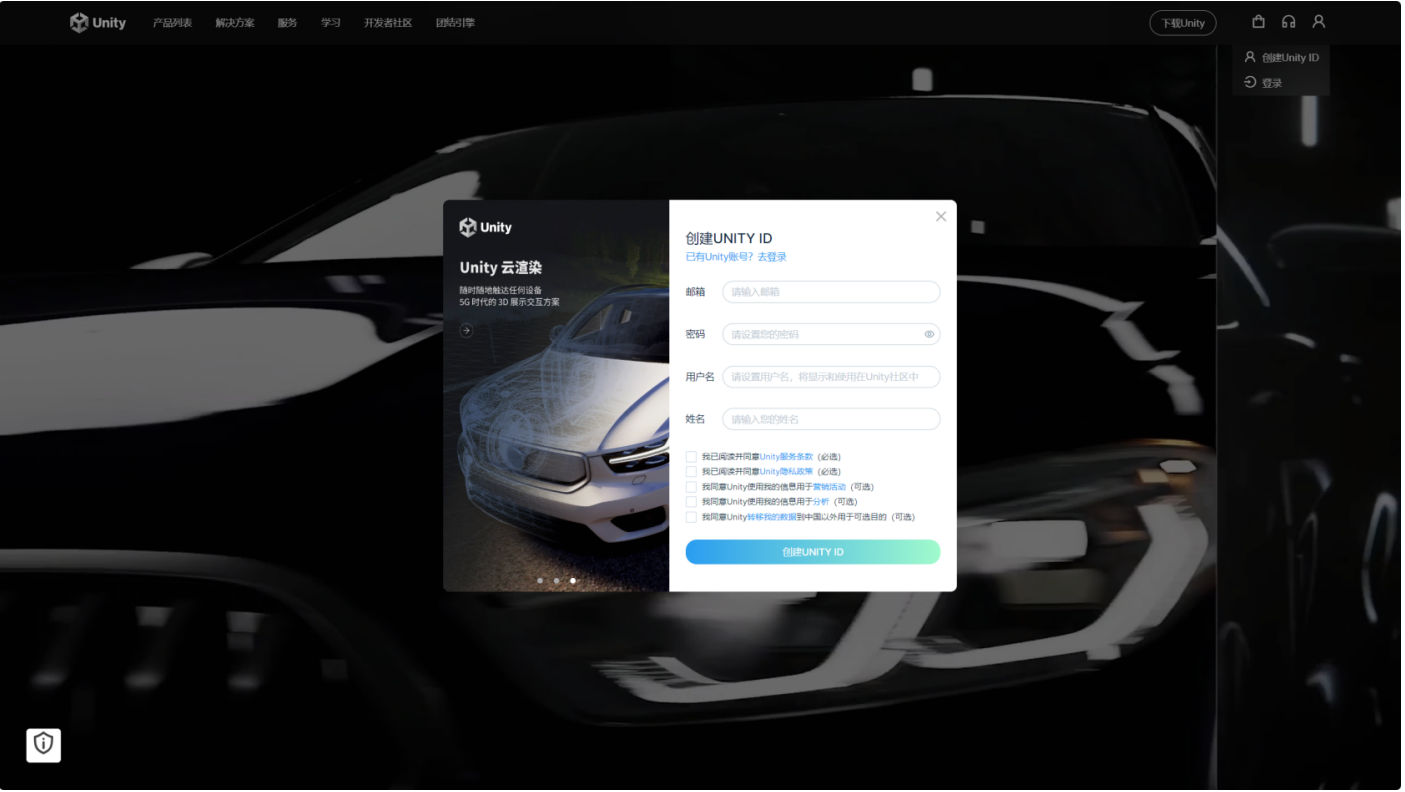 Unity 产品列表 解决方案 服务 学习 开发者社区 团结引擎 下载Unity
创建Unity ID
登录
Unity
Unity 云渲染
随时随地触达任何设备
5G 时代的 3D 展示交互方案
创建UNITY ID
已有Unity账号？去登录
邮箱 请输入邮箱
密码 请设置您的密码
用户名 请设置用户名，将显示和使用在Unity社区中
姓名 请输入您的姓名
我已阅读并同意Unity服务条款 (必选)
我已阅读并同意Unity隐私政策 (必选)
我同意Unity使用我的信息用于营销活动 (可选)
我同意Unity使用我的信息用于分析 (可选)
我同意Unity转移我的数据到中国以外用于可选目的 (可选)
创建UNITY ID